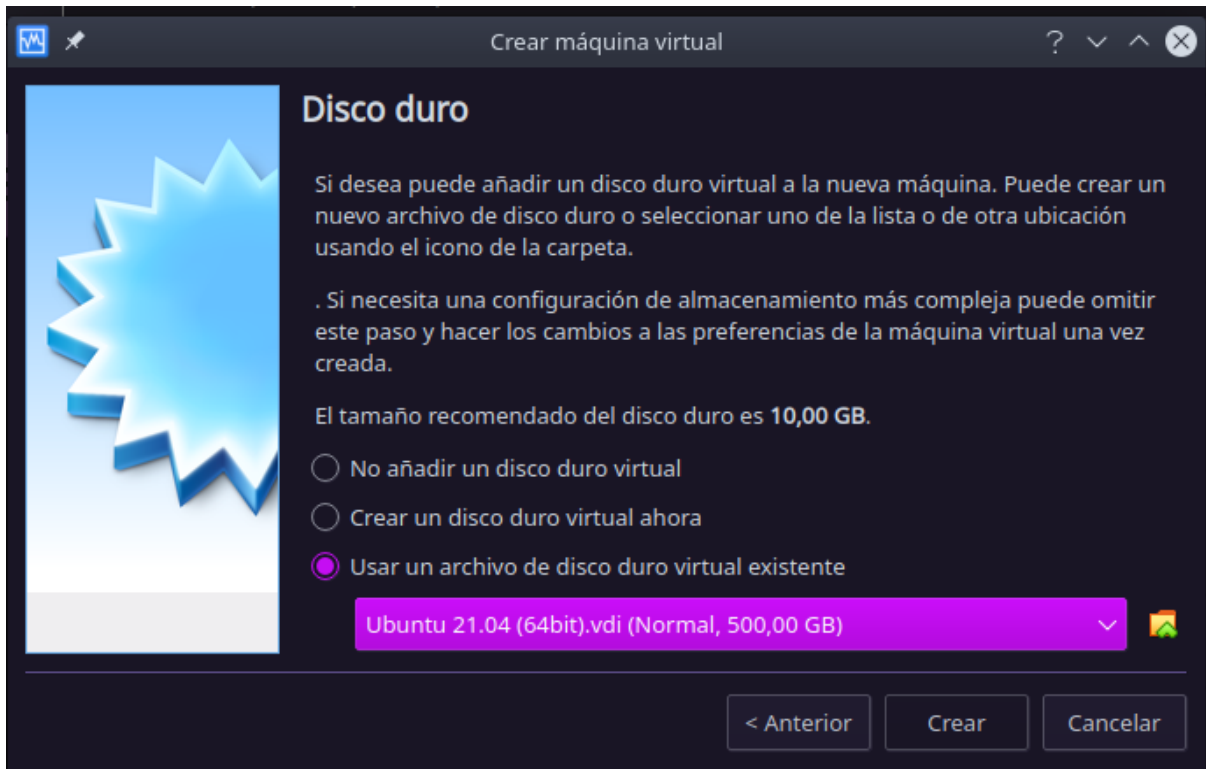 Crear máquina virtual
Disco duro
Si desea puede añadir un disco duro virtual a la nueva máquina. Puede crear un
nuevo archivo de disco duro o seleccionar uno de la lista o de otra ubicación
usando el icono de la carpeta.
. Si necesita una configuración de almacenamiento más compleja puede omitir
este paso y hacer los cambios a las preferencias de la máquina virtual una vez
creada.
El tamaño recomendado del disco duro es 10,00 GB.
No añadir un disco duro virtual
Crear un disco duro virtual ahora
Usar un archivo de disco duro virtual existente
Ubuntu 21.04 (64bit).vdi (Normal, 500,00 GB)
< Anterior
Crear
Cancelar